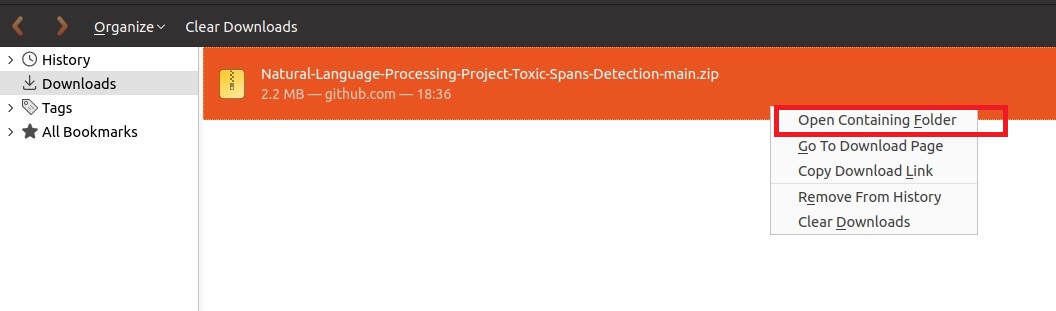 Organize
Clear Downloads
History
Downloads
Tags
All Bookmarks
Natural-Language-Processing-Project-Toxic-Spans-Detection-main.zip
2.2 MB — github.com — 18:36
Open Containing Folder
Go To Download Page
Copy Download Link
Remove From History
Clear Downloads